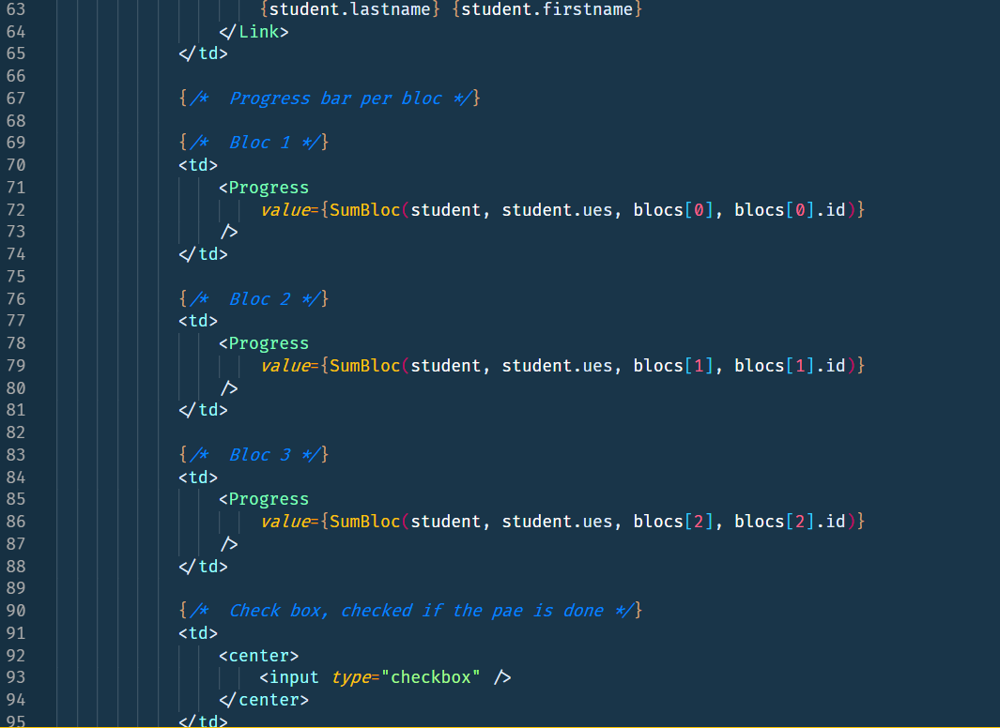 63 {student.lastname} {student.firstname}
64 </Link>
65 </td>
66
67 {/* Progress bar per bloc */}
68
69 {/* Bloc 1 */}
70 <td>
71 <Progress
72 value={SumBloc(student, student.ues, blocs[0], blocs[0].id)}
73 />
74 </td>
75
76 {/* Bloc 2 */}
77 <td>
78 <Progress
79 value={SumBloc(student, student.ues, blocs[1], blocs[1].id)}
80 />
81 </td>
82
83 {/* Bloc 3 */}
84 <td>
85 <Progress
86 value={SumBloc(student, student.ues, blocs[2], blocs[2].id)}
87 />
88 </td>
89
90 {/* Check box, checked if the pae is done */}
91 <td>
92 <center>
93 <input type="checkbox" />
94 </center>
95 </td>